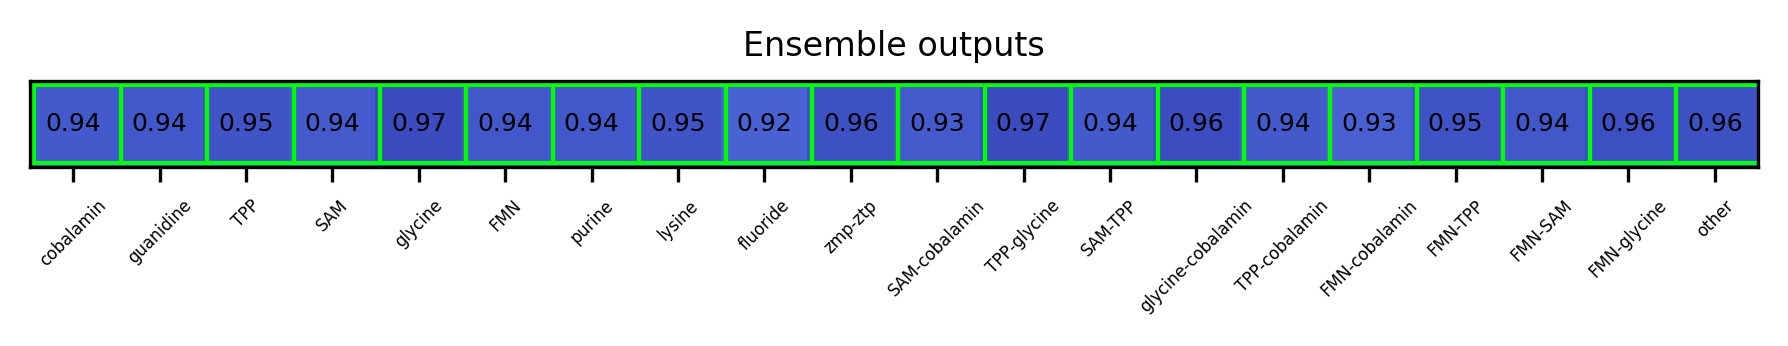 Ensemble outputs
0.94 0.94 0.95 0.94 0.97 0.94 0.94 0.95 0.92 0.96 0.93 0.97 0.94 0.96 0.94 0.93 0.95 0.94 0.96 0.96
cobalamin guanidine TPP SAM glycine FMN purine lysine fluoride zmp-ztp SAM-cobalamin TPP-glycine SAM-TPP glycine-cobalamin TPP-cobalamin FMN-cobalamin FMN-TPP FMN-SAM FMN-glycine other